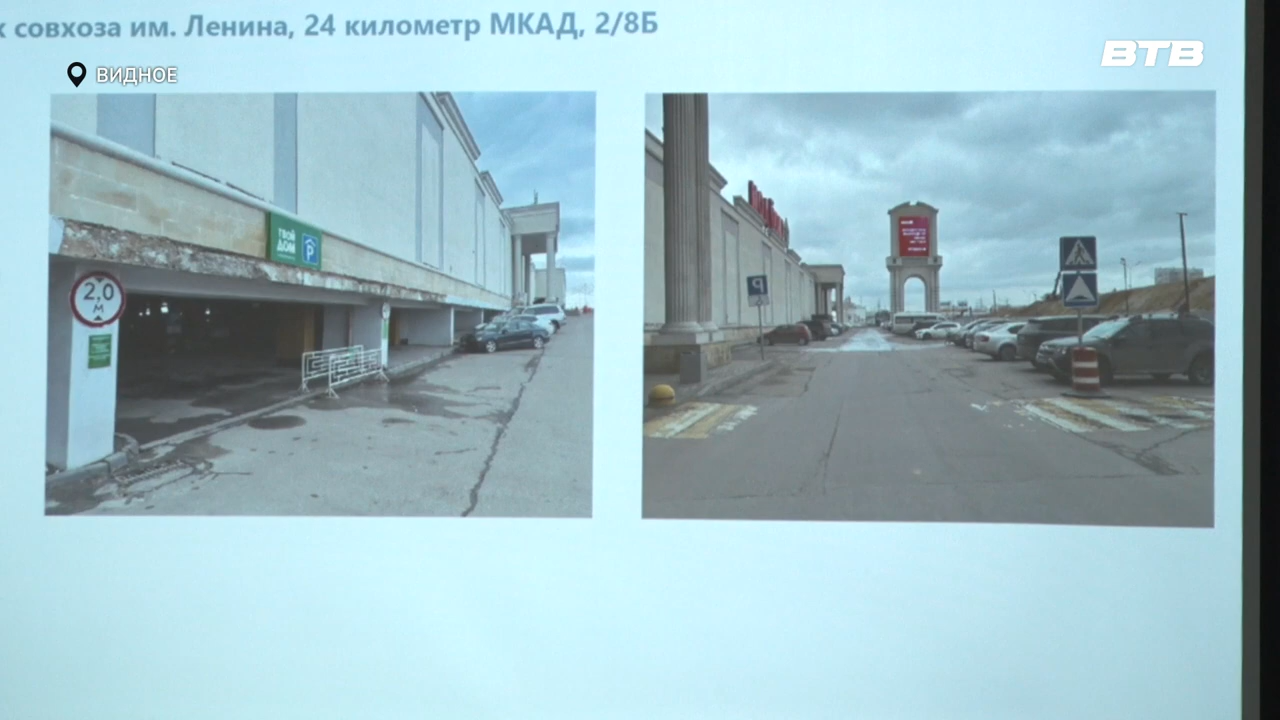 к совхоза им. Ленина, 24 километр МКАД, 2/8Б
ВТВ
ВИДНОЕ
ТВОЙ
ДОМ
P
2,0
м
P